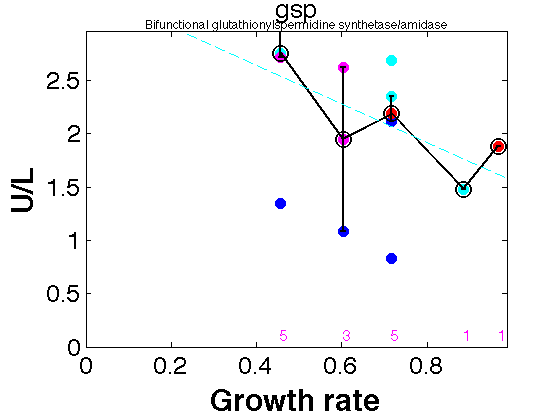 gsp
Bifunctional glutathionylspermidine synthetase/amidase
2.5
2
1.5
1
0.5
0
U/L
5 3 5 1 1
0 0.2 0.4 0.6 0.8
Growth rate